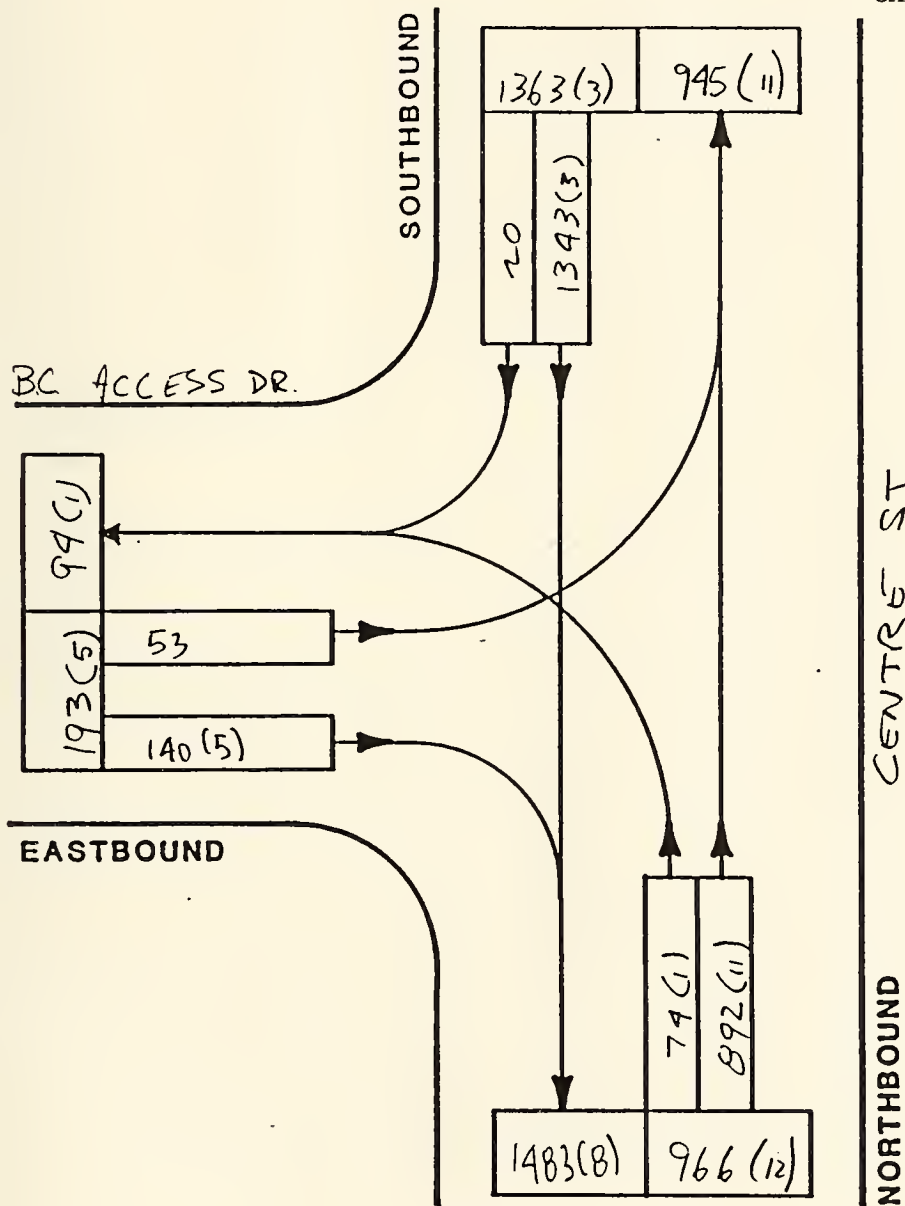 SOUTHBOUND
1363(3)
945(11)
20
1343(3)
BC ACCESS DR.
94(1)
193(5)
53
140(5)
EASTBOUND
CENTRE ST
74(1)
892(11)
1483(8)
966(12)
NORTHBOUND